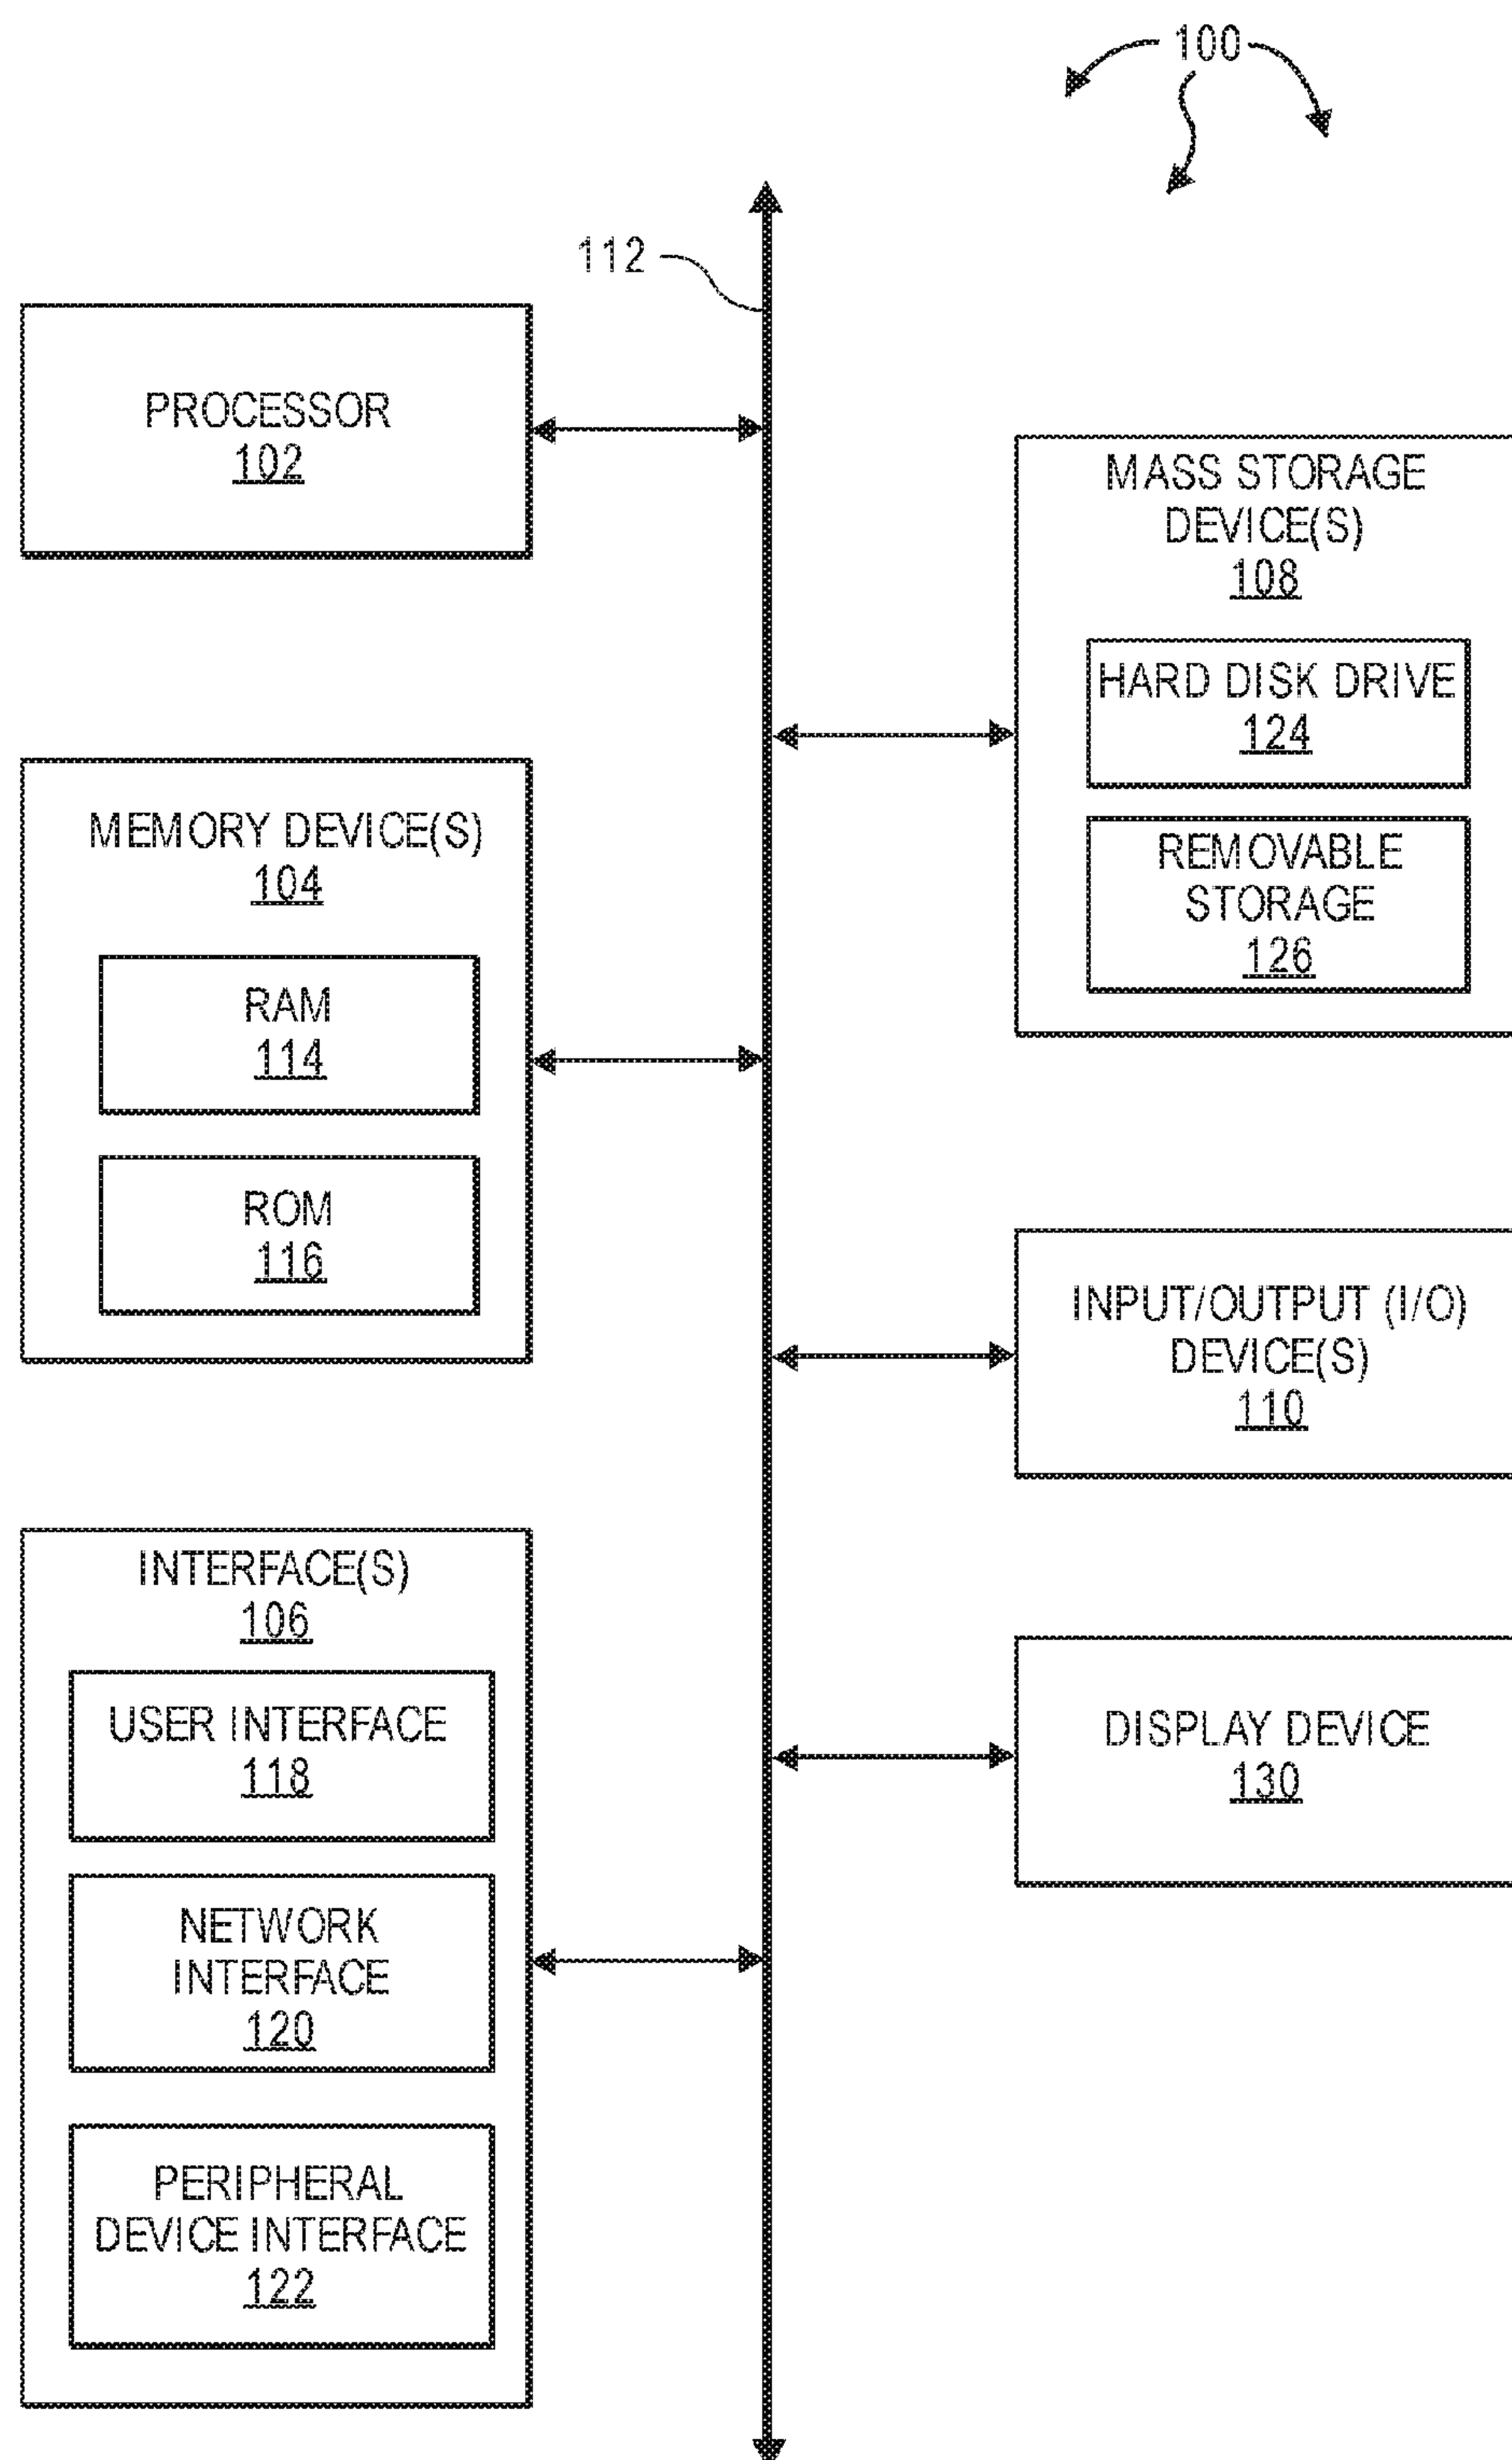 100
112
PROCESSOR
102
MEMORY DEVICE(S)
104
RAM
114
ROM
116
INTERFACE(S)
106
USER INTERFACE
118
NETWORK
INTERFACE
120
PERIPHERAL
DEVICE INTERFACE
122
MASS STORAGE
DEVICE(S)
108
HARD DISK DRIVE
124
REMOVABLE
STORAGE
126
INPUT/OUTPUT (I/O)
DEVICE(S)
110
DISPLAY DEVICE
130